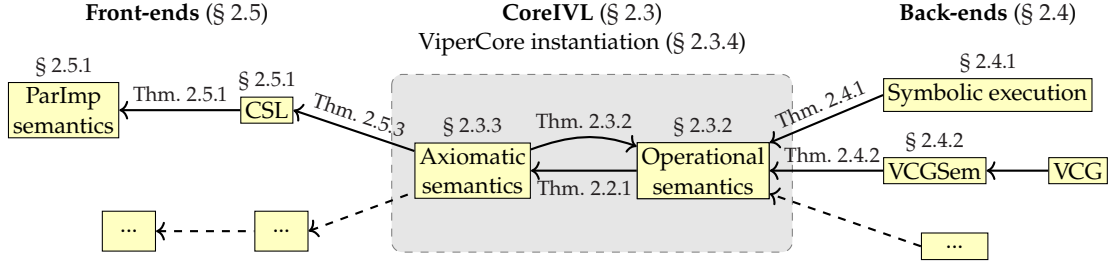 Front-ends (§ 2.5)
CoreIVL (§ 2.3)
Back-ends (§ 2.4)
ViperCore instantiation (§ 2.3.4)
§ 2.5.1
ParImp
semantics
Thm. 2.5.1
§ 2.5.1
CSL
Thm. 2.5.3
§ 2.3.3
Axiomatic
semantics
Thm. 2.3.2
Thm. 2.2.1
§ 2.3.2
Operational
semantics
Thm. 2.4.1
§ 2.4.1
Symbolic execution
Thm. 2.4.2
§ 2.4.2
VCGSem
VCG
...
...
...